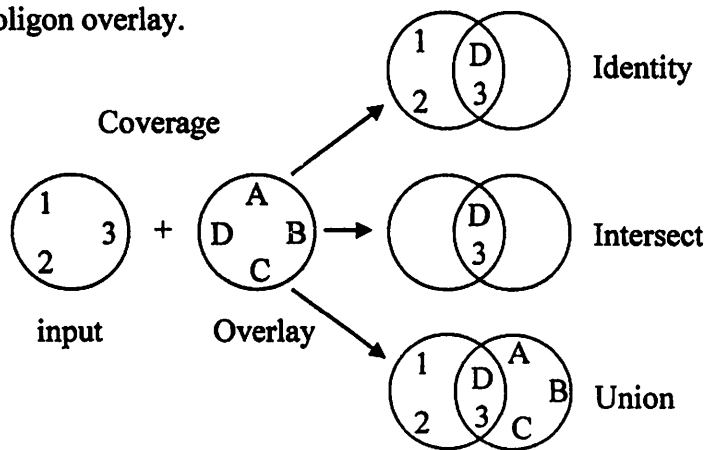 oligon overlay.
1
D
2
3
Identity
Coverage
1
3
2
+
A
D
B
C
D
3
Intersect
input
Overlay
1
D
2
3
A
B
C
Union